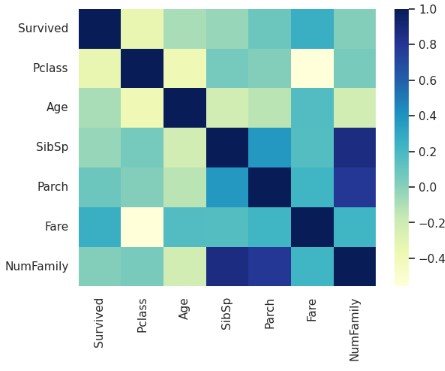 Survived
Pclass
Age
SibSp
Parch
Fare
NumFamily
Survived
Pclass
Age
SibSp
Parch
Fare
NumFamily
1.0
0.8
0.6
0.4
0.2
0.0
−0.2
−0.4